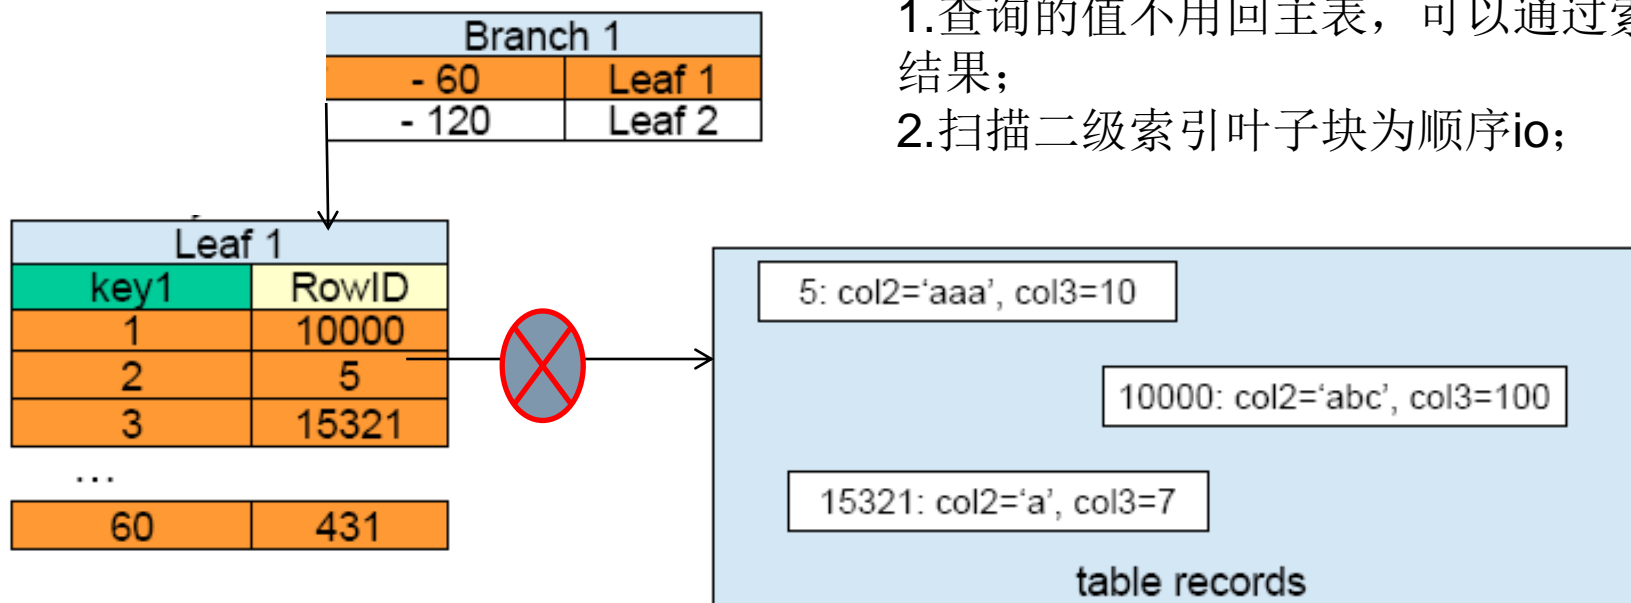 Branch 1
- 60 Leaf 1
- 120 Leaf 2
1.查询的值不用回主表，可以通过
结果；
2.扫描二级索引叶子块为顺序io；
Leaf 1
key1 RowID
1 10000
2 5
3 15321
...
60 431
5: col2=‘aaa’, col3=10
10000: col2=‘abc’, col3=100
15321: col2=‘a’, col3=7
table records